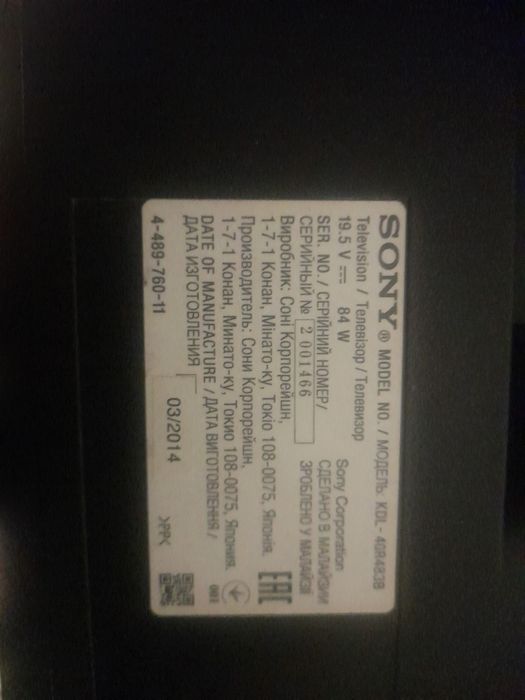 SONY® MODEL NO. / МОДЕЛЬ: KDL-40R483B
Television / Телевізор / Телевизор
19.5 V ⎓ 84 W
Sony Corporation
SER. NO. / СЕРІЙНИЙ НОМЕР/
СДЕЛАНО В МАЛАЙЗИИ
СЕРИЙНЫЙ № 2 001466
ЗРОБЛЕНО У МАЛАЙЗІЇ
Виробник: Соні Корпорейшн,
1-7-1 Конан, Мінато-ку, Токіо 108-0075, Японія.
Производитель: Сони Корпорейшн,
1-7-1 Конан, Минато-ку, Токио 108-0075, Япония.
EAC
DATE OF MANUFACTURE / ДАТА ВИГОТОВЛЕННЯ /
ДАТА ИЗГОТОВЛЕНИЯ 03/2014
4-489-760-11
>PP<